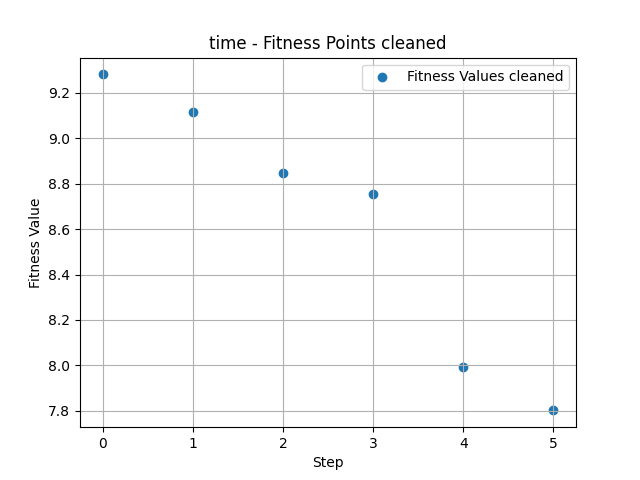 time - Fitness Points cleaned
Fitness Values cleaned
Fitness Value
9.2
9.0
8.8
8.6
8.4
8.2
8.0
7.8
0 1 2 3 4 5
Step